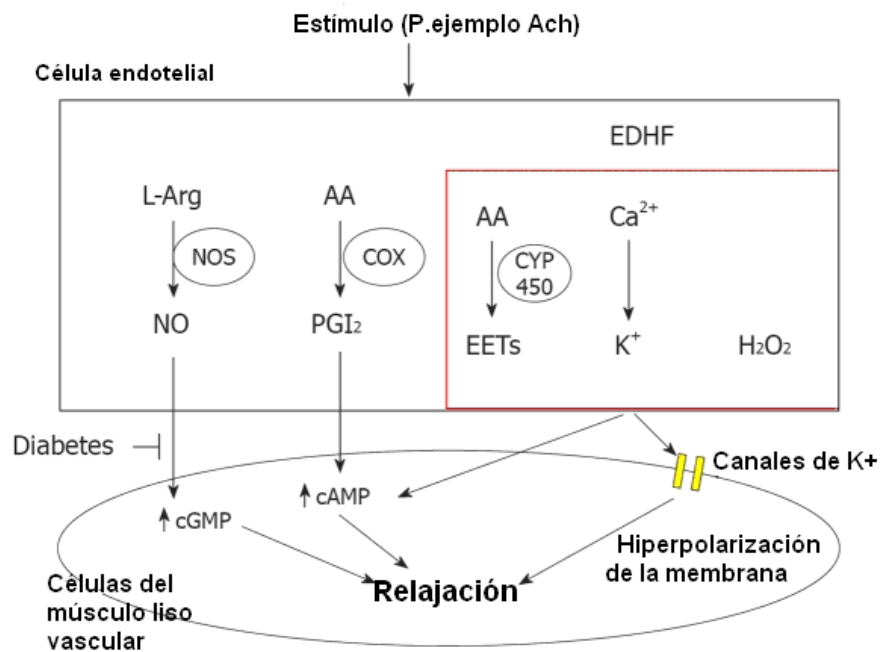 Estímulo (P.ejemplo Ach)
Célula endotelial
EDHF
L-Arg
AA
AA
Ca²⁺
NOS
COX
CYP
450
NO
PGI₂
EETs
K⁺
H₂O₂
Diabetes
Canales de K+
cGMP
cAMP
Hiperpolarización
de la membrana
Relajación
Células del
músculo liso
vascular